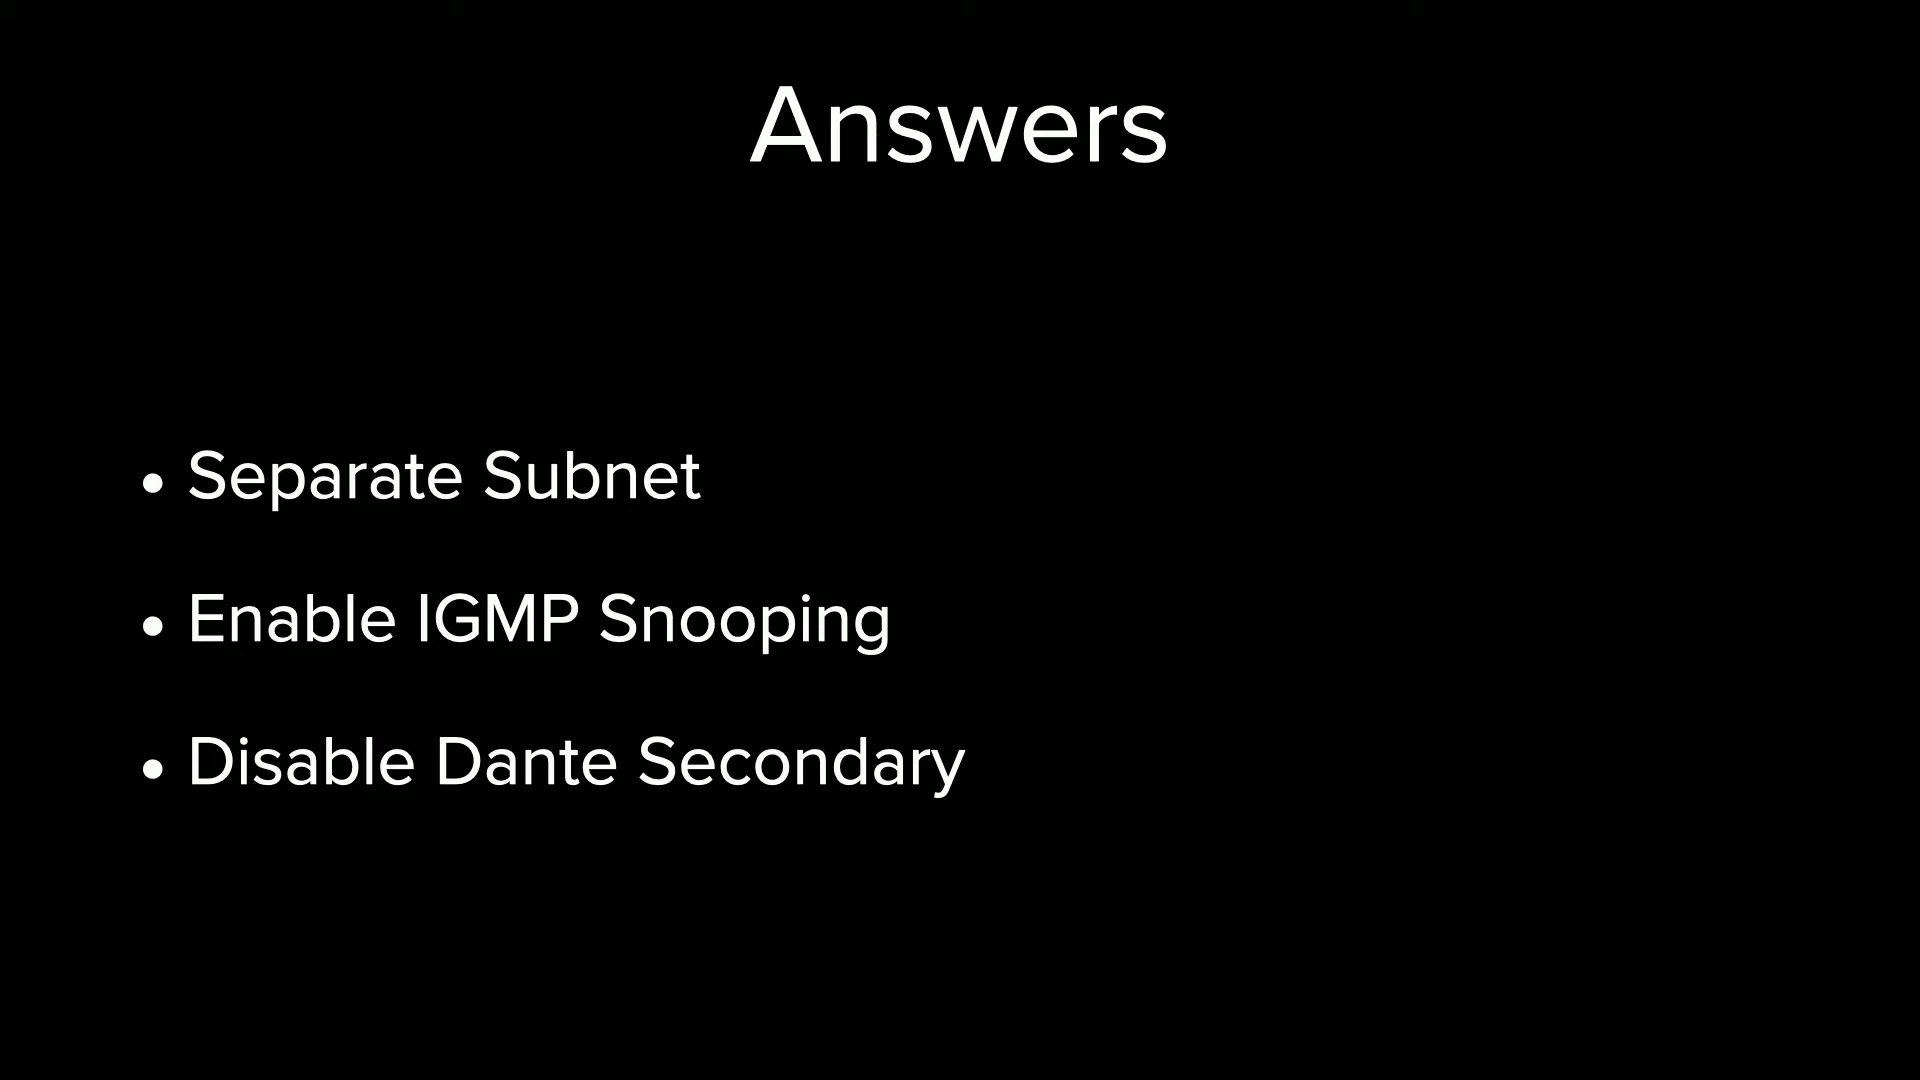 Answers
• Separate Subnet
• Enable IGMP Snooping
• Disable Dante Secondary